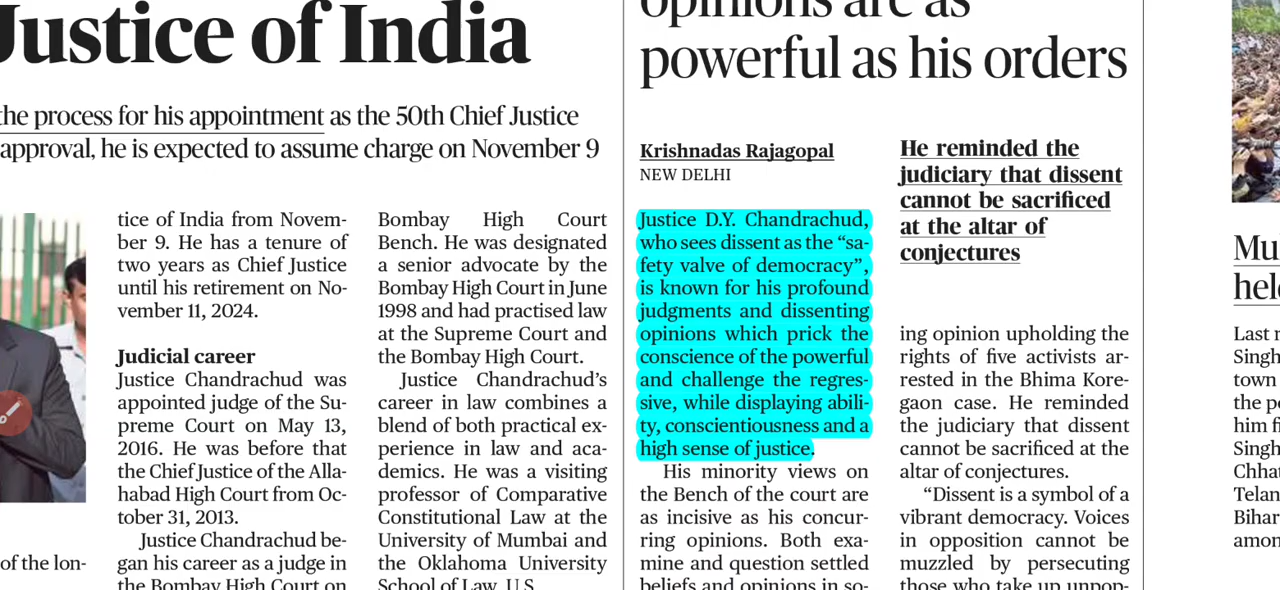 Justice of India
the process for his appointment as the 50th Chief Justice
approval, he is expected to assume charge on November 9
tice of India from Novem-
ber 9. He has a tenure of
two years as Chief Justice
until his retirement on No-
vember 11, 2024.
Judicial career
Justice Chandrachud was
appointed judge of the Su-
preme Court on May 13,
2016. He was before that
the Chief Justice of the Alla-
habad High Court from Oc-
tober 31, 2013.
Justice Chandrachud be-
gan his career as a judge in
the Bombay High Court on
of the lon-
Bombay High Court
Bench. He was designated
a senior advocate by the
Bombay High Court in June
1998 and had practised law
at the Supreme Court and
the Bombay High Court.
Justice Chandrachud's
career in law combines a
blend of both practical ex-
perience in law and aca-
demics. He was a visiting
professor of Comparative
Constitutional Law at the
University of Mumbai and
the Oklahoma University
School of Law, U.S.
opinions are as
powerful as his orders
Krishnadas Rajagopal
NEW DELHI
Justice D.Y. Chandrachud,
who sees dissent as the “sa-
fety valve of democracy”,
is known for his profound
judgments and dissenting
opinions which prick the
conscience of the powerful
and challenge the regres-
sive, while displaying abili-
ty, conscientiousness and a
high sense of justice.
His minority views on
the Bench of the court are
as incisive as his concur-
ring opinions. Both exa-
mine and question settled
beliefs and opinions in so-
He reminded the
judiciary that dissent
cannot be sacrificed
at the altar of
conjectures
ing opinion upholding the
rights of five activists ar-
rested in the Bhima Kore-
gaon case. He reminded
the judiciary that dissent
cannot be sacrificed at the
altar of conjectures.
“Dissent is a symbol of a
vibrant democracy. Voices
in opposition cannot be
muzzled by persecuting
those who take up unpop-
Mu
hel
Last
Singh
town
the p
him f
Singh
Chha
Telan
Bihar
amon